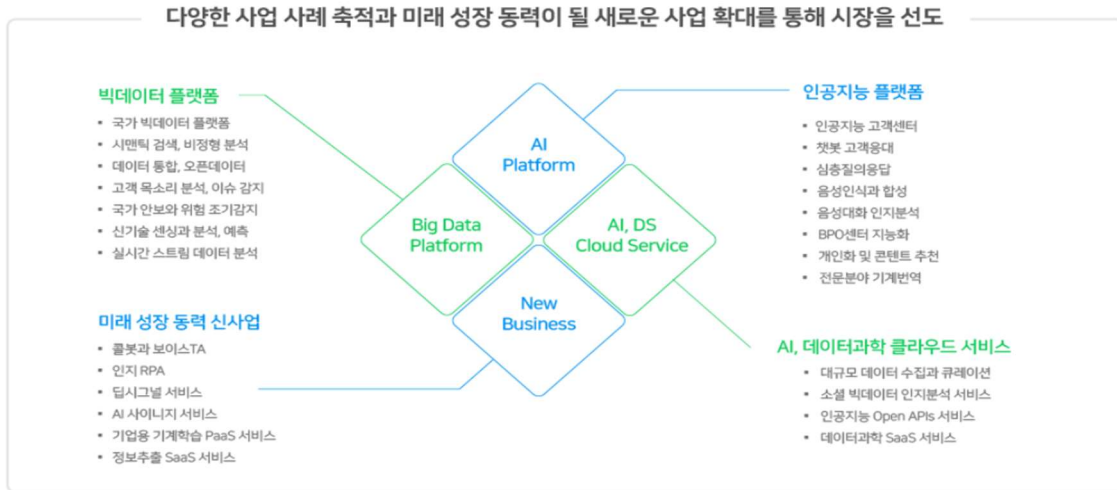 다양한 사업 사례 축적과 미래 성장 동력이 될 새로운 사업 확대를 통해 시장을 선도
빅데이터 플랫폼
• 국가 빅데이터 플랫폼
• 시맨틱 검색, 비정형 분석
• 데이터 통합, 오픈데이터
• 고객 목소리 분석, 이슈 감지
• 국가 안보와 위험 조기감지
• 신기술 센싱과 분석, 예측
• 실시간 스트림 데이터 분석
미래 성장 동력 신사업
• 콜봇과 보이스TA
• 인지 RPA
• 딥시그널 서비스
• AI 사이니지 서비스
• 기업용 기계학습 PaaS 서비스
• 정보추출 SaaS 서비스
AI
Platform
Big Data
Platform
AI, DS
Cloud Service
New
Business
인공지능 플랫폼
• 인공지능 고객센터
• 챗봇 고객응대
• 심층질의응답
• 음성인식과 합성
• 음성대화 인지분석
• BPO센터 지능화
• 개인화 및 콘텐트 추천
• 전문분야 기계번역
AI, 데이터과학 클라우드 서비스
• 대규모 데이터 수집과 큐레이션
• 소셜 빅데이터 인지분석 서비스
• 인공지능 Open APIs 서비스
• 데이터과학 SaaS 서비스